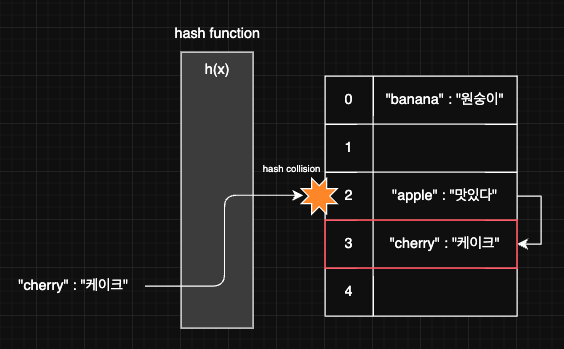 hash function
h(x)
hash collision
"cherry" : "케이크"
0 "banana" : "원숭이"
1
2 "apple" : "맛있다"
3 "cherry" : "케이크"
4